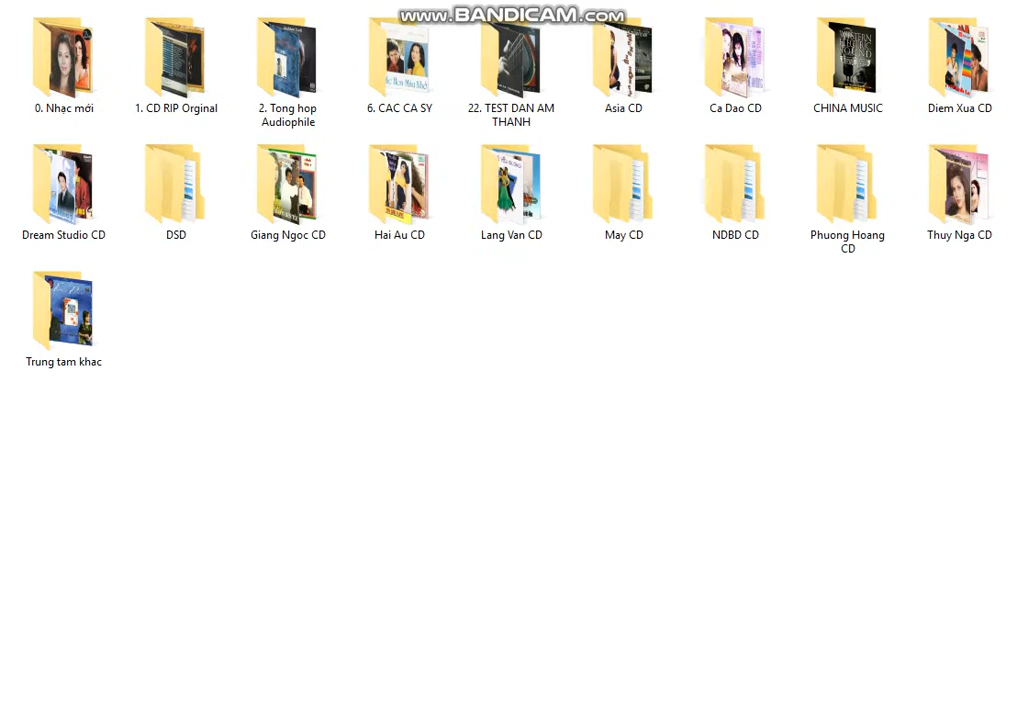 www.BANDICAM.com
0. Nhạc mới
1. CD RIP Orginal
2. Tong hop
Audiophile
6. CAC CA SY
22. TEST DAN AM
THANH
Asia CD
Ca Dao CD
CHINA MUSIC
Diem Xua CD
Dream Studio CD
DSD
Giang Ngoc CD
Hai Au CD
Lang Van CD
May CD
NDBD CD
Phuong Hoang
CD
Thuy Nga CD
Trung tam khac